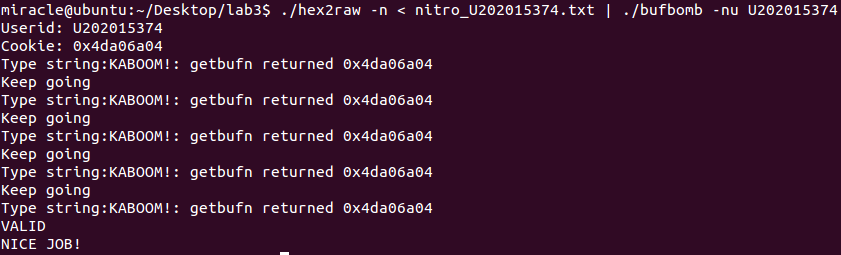 miracle@ubuntu:~/Desktop/lab3$ ./hex2raw -n < nitro_U202015374.txt | ./bufbomb -nu U202015374
Userid: U202015374
Cookie: 0x4da06a04
Type string:KABOOM!: getbufn returned 0x4da06a04
Keep going
Type string:KABOOM!: getbufn returned 0x4da06a04
Keep going
Type string:KABOOM!: getbufn returned 0x4da06a04
Keep going
Type string:KABOOM!: getbufn returned 0x4da06a04
Keep going
Type string:KABOOM!: getbufn returned 0x4da06a04
VALID
NICE JOB!